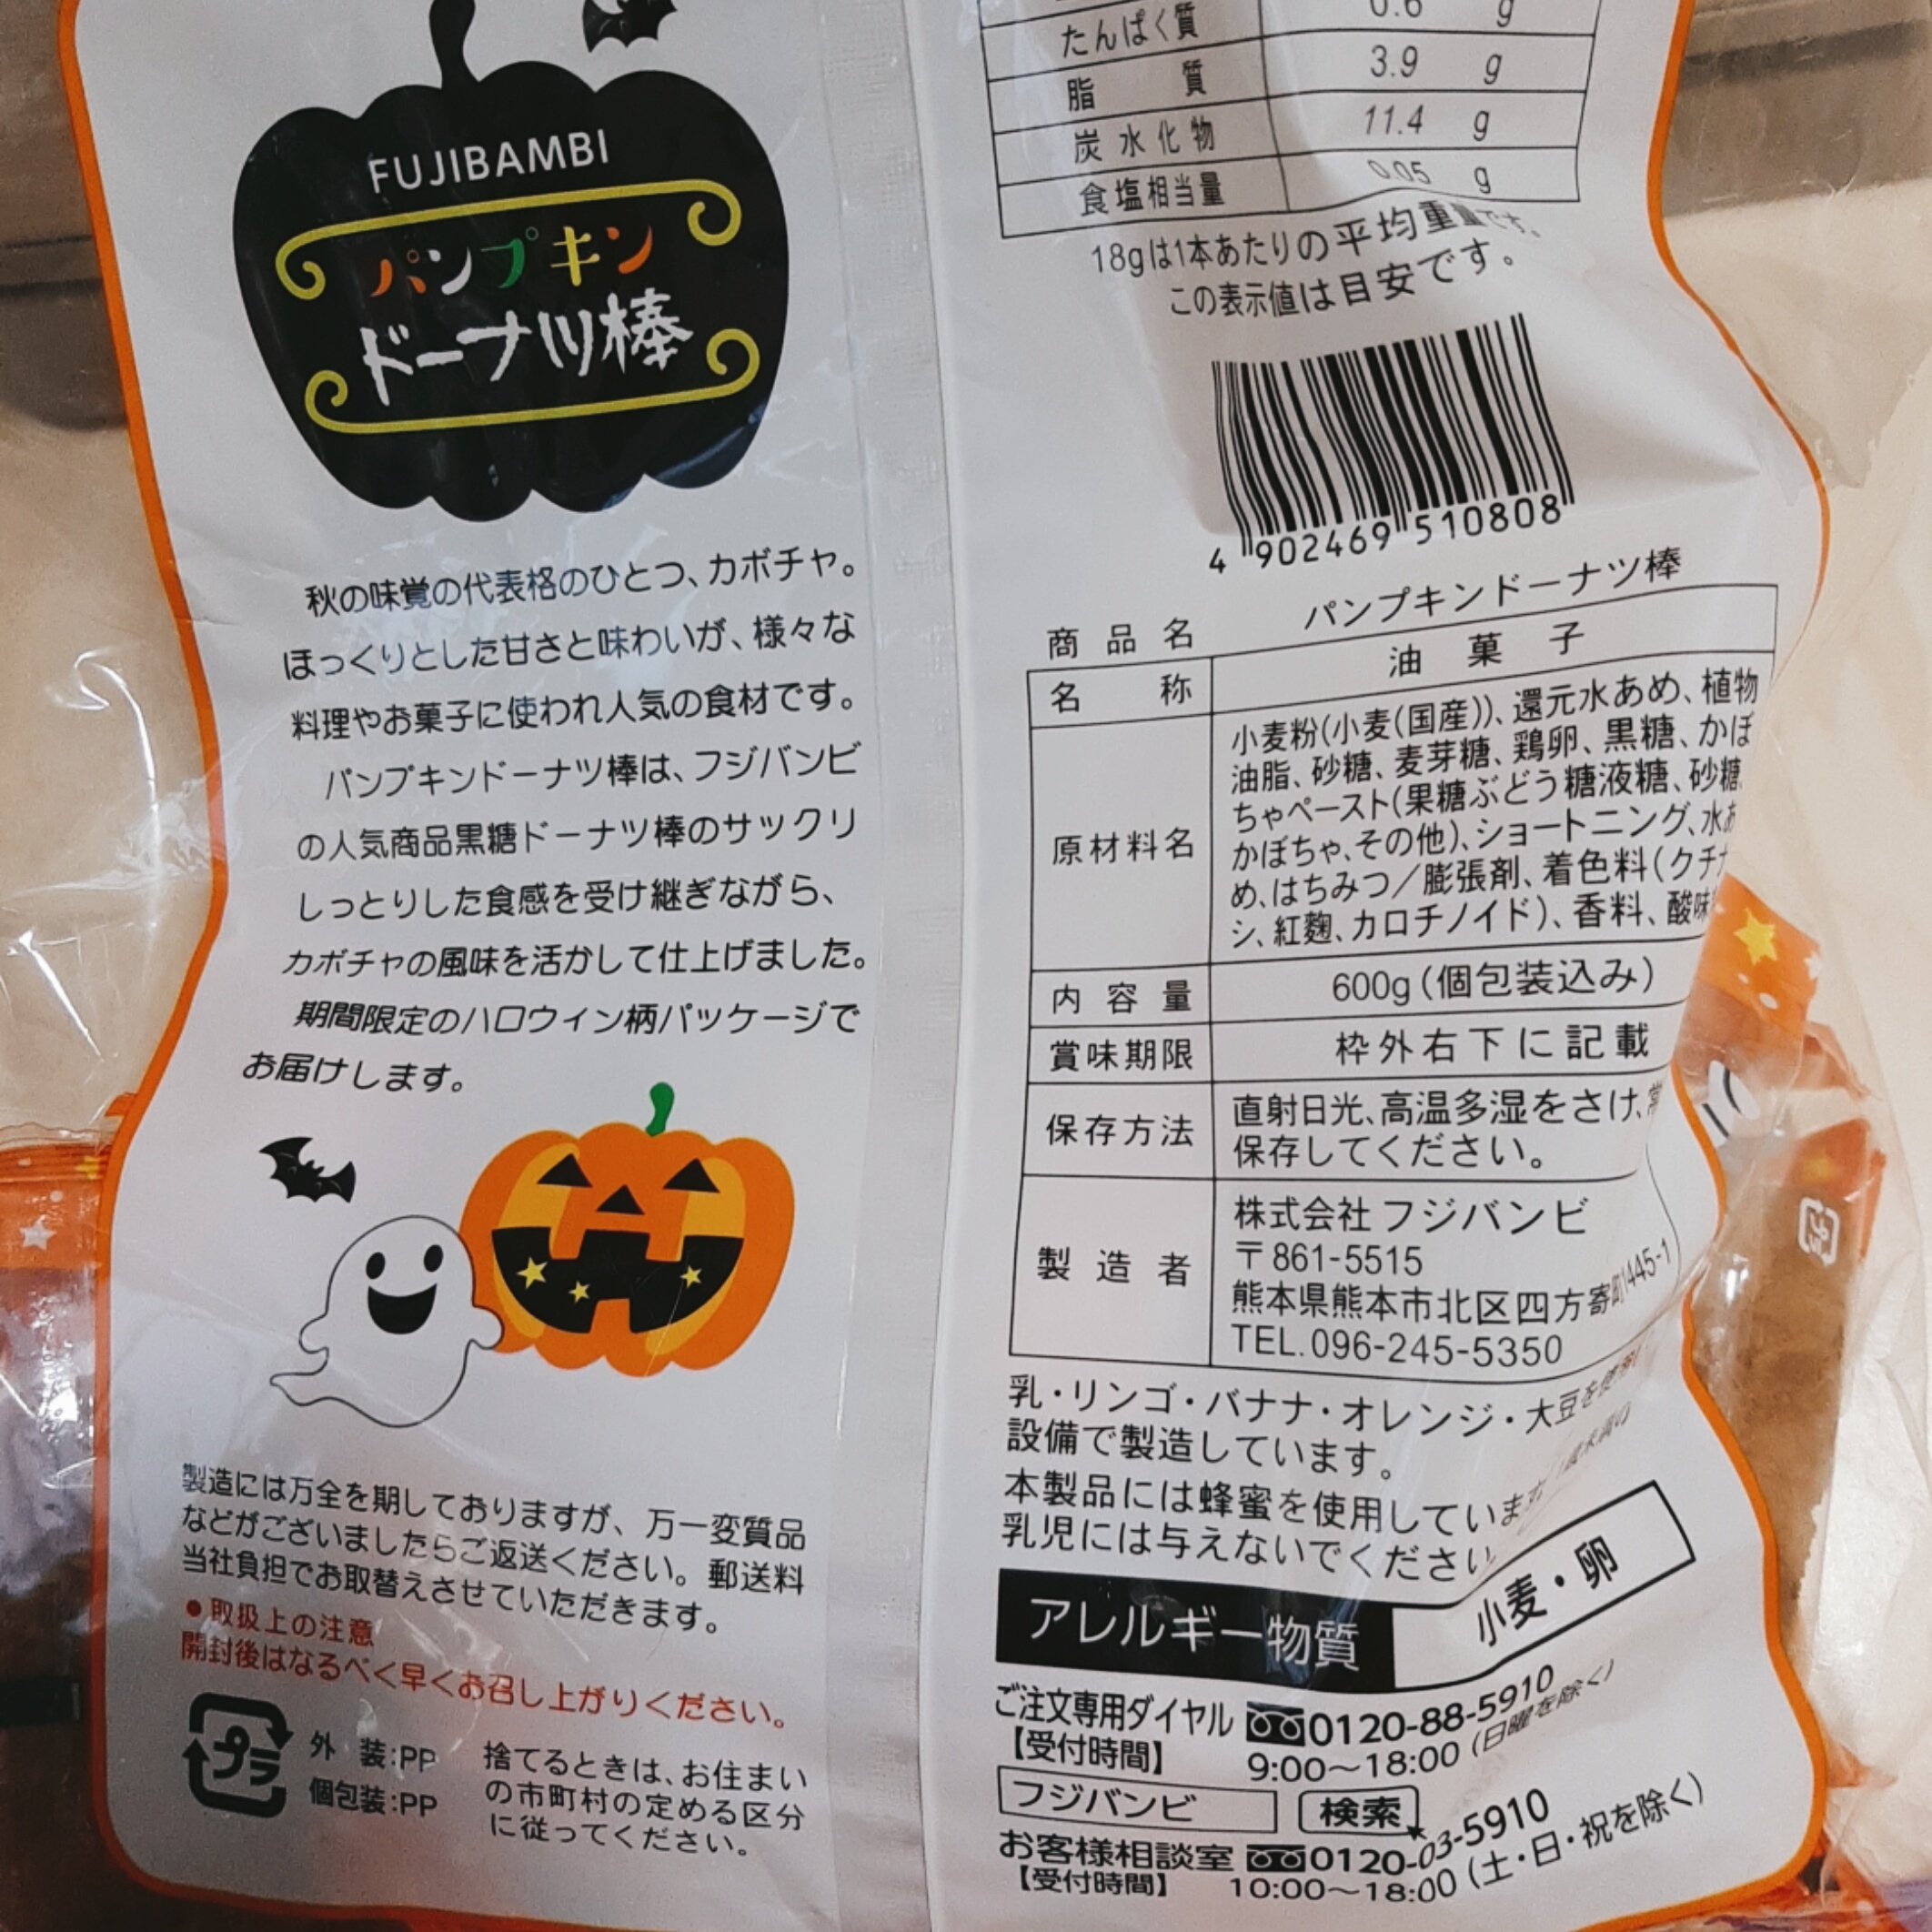 FUJIBAMBI
パンプキン
ドーナツ棒
秋の味覚の代表格のひとつ、カボチャ。
ほっくりとした甘さと味わいが、様々な
料理やお菓子に使われ人気の食材です。
パンプキンドーナツ棒は、フジバンビ
の人気商品黒糖ドーナツ棒のサックリ
しっとりした食感を受け継ぎながら、
カボチャの風味を活かして仕上げました。
期間限定のハロウィン柄パッケージで
お届けします。
製造には万全を期しておりますが、万一変質品
などがございましたらご返送ください。郵送料
当社負担でお取替えさせていただきます。
●取扱上の注意
開封後はなるべく早くお召し上がりください。
プラ
外 装:PP
個包装:PP
捨てるときは、お住まい
の市町村の定める区分
に従ってください。
たんぱく質 0.6 g
脂 質 3.9 g
炭水化物 11.4 g
食塩相当量 0.05 g
18gは1本あたりの平均重量です。
この表示値は目安です。
4 902469 510808
商品名 パンプキンドーナツ棒
名 称 油菓子
原材料名 小麦粉(小麦(国産))、還元水あめ、植物
油脂、砂糖、麦芽糖、鶏卵、黒糖、かぼ
ちゃペースト(果糖ぶどう糖液糖、砂糖、
かぼちゃ、その他)、ショートニング、水あ
め、はちみつ/膨張剤、着色料(クチナ
シ、紅麹、カロチノイド)、香料、酸味
内容量 600g(個包装込み)
賞味期限 枠外右下に記載
保存方法 直射日光、高温多湿をさけ、常
保存してください。
製造者 株式会社 フジバンビ
〒861-5515
熊本県熊本市北区四方寄町1445-1
TEL.096-245-5350
乳・リンゴ・バナナ・オレンジ・大豆を使用
設備で製造しています。
本製品には蜂蜜を使用しています
乳児には与えないでください
アレルギー物質 小麦・卵
ご注文専用ダイヤル 0120-88-5910
【受付時間】 9:00～18:00(日曜を除く)
フジバンビ 検索
お客様相談室 0120-03-5910
【受付時間】 10:00～18:00(土・日・祝を除く)
プラ